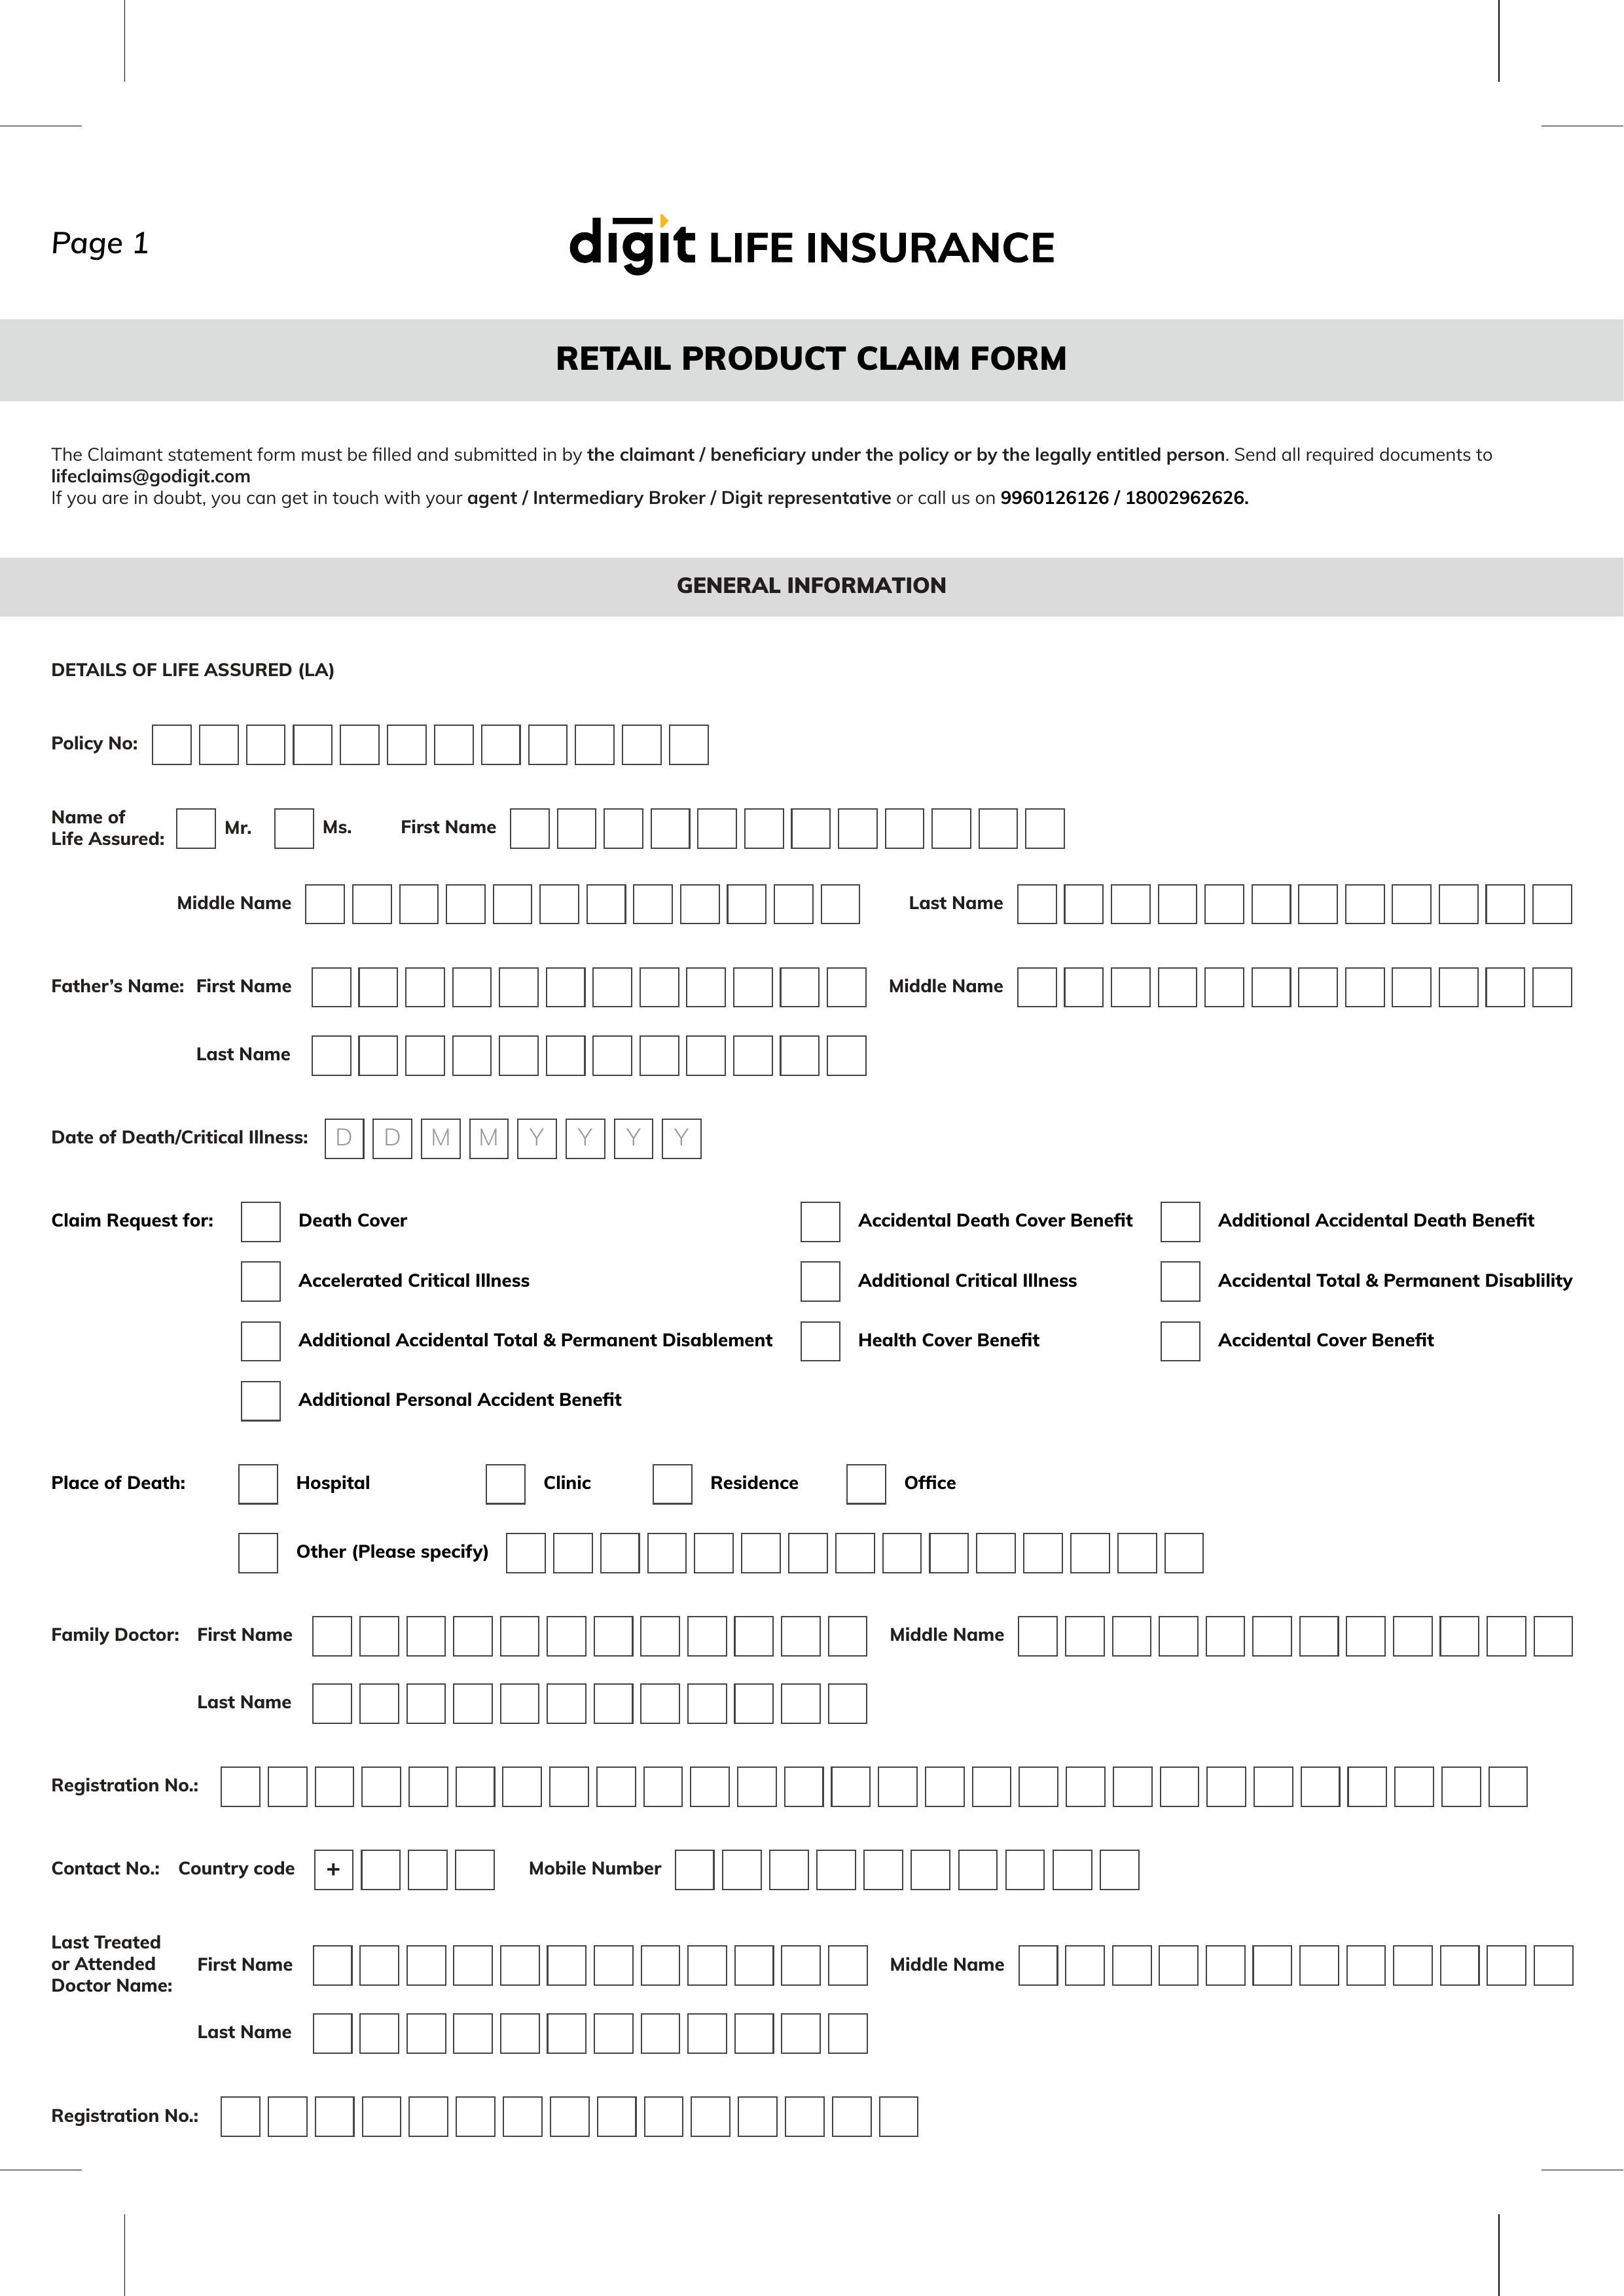 Page 1
digit LIFE INSURANCE
RETAIL PRODUCT CLAIM FORM
The Claimant statement form must be filled and submitted in by the claimant / beneficiary under the policy or by the legally entitled person. Send all required documents to
lifeclaims@godigit.com
If you are in doubt, you can get in touch with your agent / Intermediary Broker / Digit representative or call us on 9960126126 / 18002962626.
GENERAL INFORMATION
DETAILS OF LIFE ASSURED (LA)
Policy No:
Name of
Life Assured: Mr. Ms. First Name
Middle Name Last Name
Father’s Name: First Name Middle Name
Last Name
Date of Death/Critical Illness: D D M M Y Y Y Y
Claim Request for: Death Cover Accidental Death Cover Benefit Additional Accidental Death Benefit
Accelerated Critical Illness Additional Critical Illness Accidental Total & Permanent Disablility
Additional Accidental Total & Permanent Disablement Health Cover Benefit Accidental Cover Benefit
Additional Personal Accident Benefit
Place of Death: Hospital Clinic Residence Office
Other (Please specify)
Family Doctor: First Name Middle Name
Last Name
Registration No.:
Contact No.: Country code + Mobile Number
Last Treated
or Attended
Doctor Name: First Name Middle Name
Last Name
Registration No.: